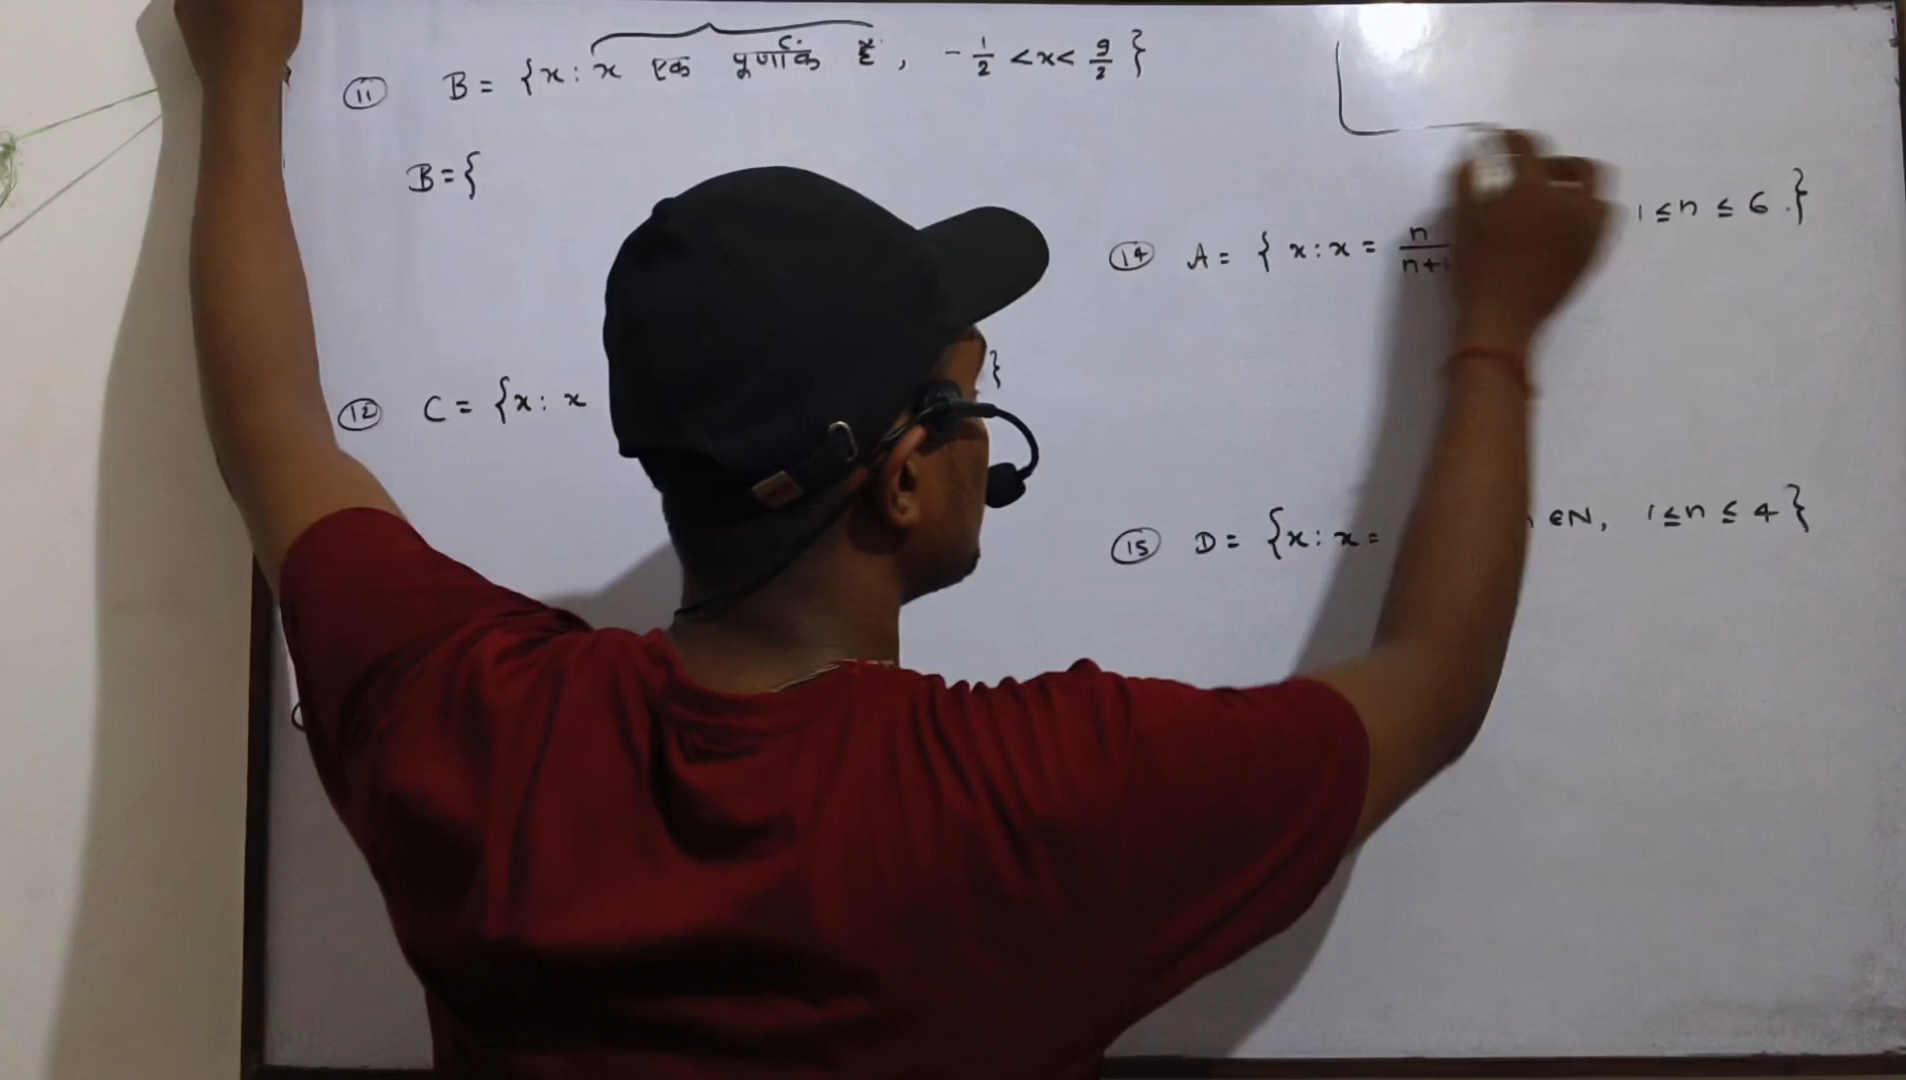 ⑪ B = {x : x एक पूर्णांक है, -1/2 < x < 9/2}
B = {
⑫ C = {x : x }
⑭ A = { x : x = n/n+1 1 ≤ n ≤ 6 .}
⑮ D = {x : x = n ∈ N, 1 ≤ n ≤ 4}